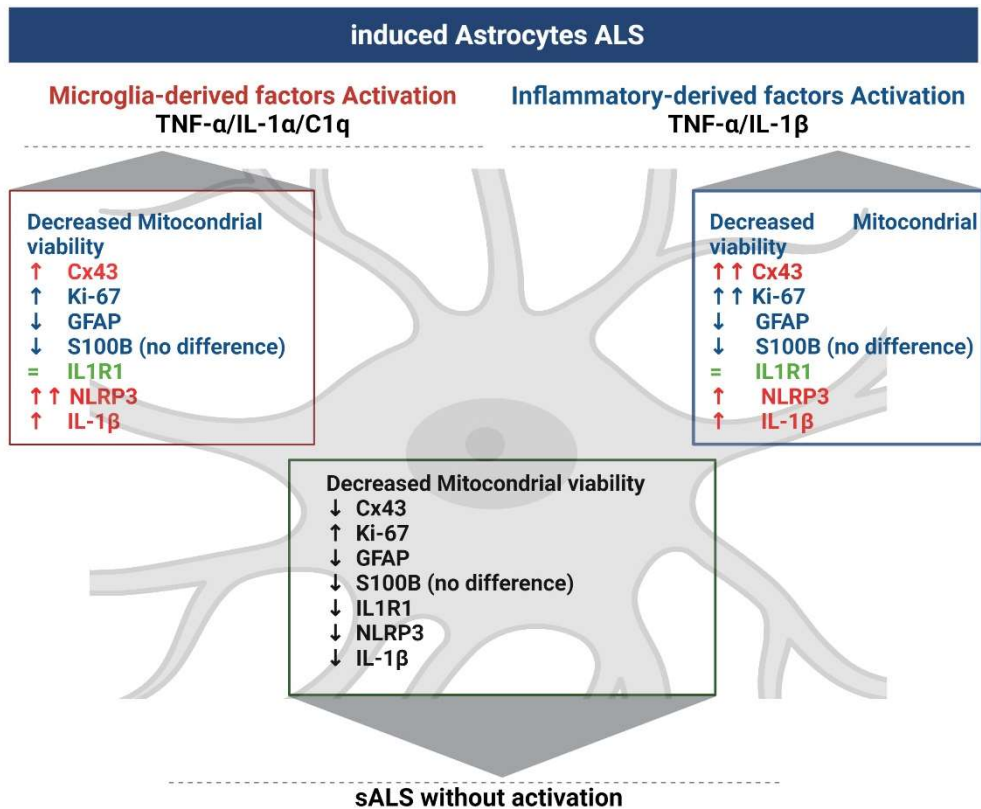 induced Astrocytes ALS
Microglia-derived factors Activation
TNF-α/IL-1α/C1q
Inflammatory-derived factors Activation
TNF-α/IL-1β
Decreased Mitocondrial
viability
↑ Cx43
↑ Ki-67
↓ GFAP
↓ S100B (no difference)
= IL1R1
↑↑ NLRP3
↑ IL-1β
Decreased Mitocondrial
viability
↑↑ Cx43
↑↑ Ki-67
↓ GFAP
↓ S100B (no difference)
= IL1R1
↑ NLRP3
↑ IL-1β
Decreased Mitocondrial viability
↓ Cx43
↑ Ki-67
↓ GFAP
↓ S100B (no difference)
↓ IL1R1
↓ NLRP3
↓ IL-1β
sALS without activation